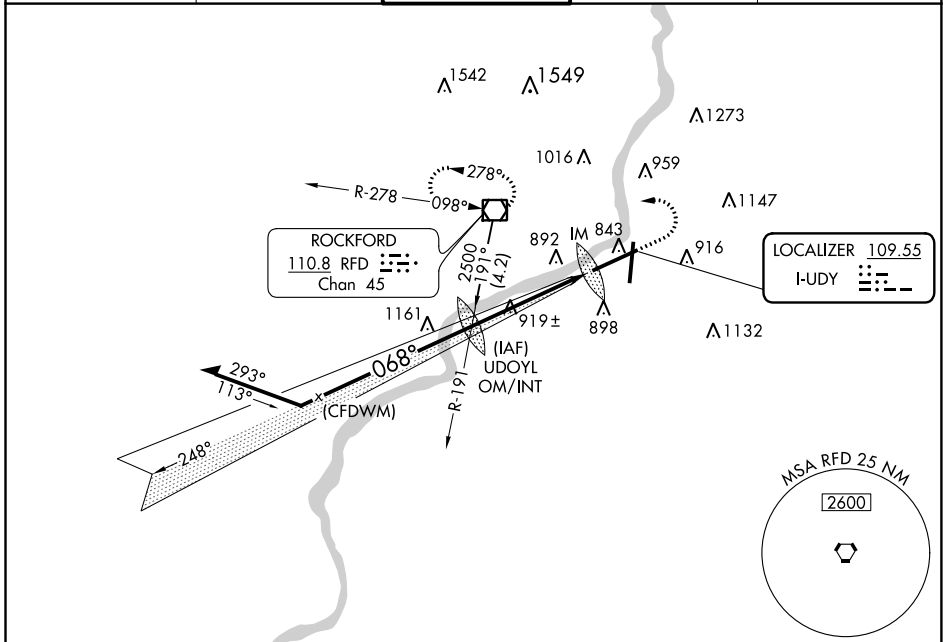 1542
1549
1273
1016
959
278°
R-278
098°
1147
ROCKFORD
110.8 RFD
Chan 45
892
IM
843
916
LOCALIZER 109.55
I-UDY
2500
191°
(4.2)
1161
919±
898
1132
(IAF)
UDOYL
OM/INT
068°
293°
113°
(CFDWM)
R-191
248°
MSA RFD 25 NM
2600